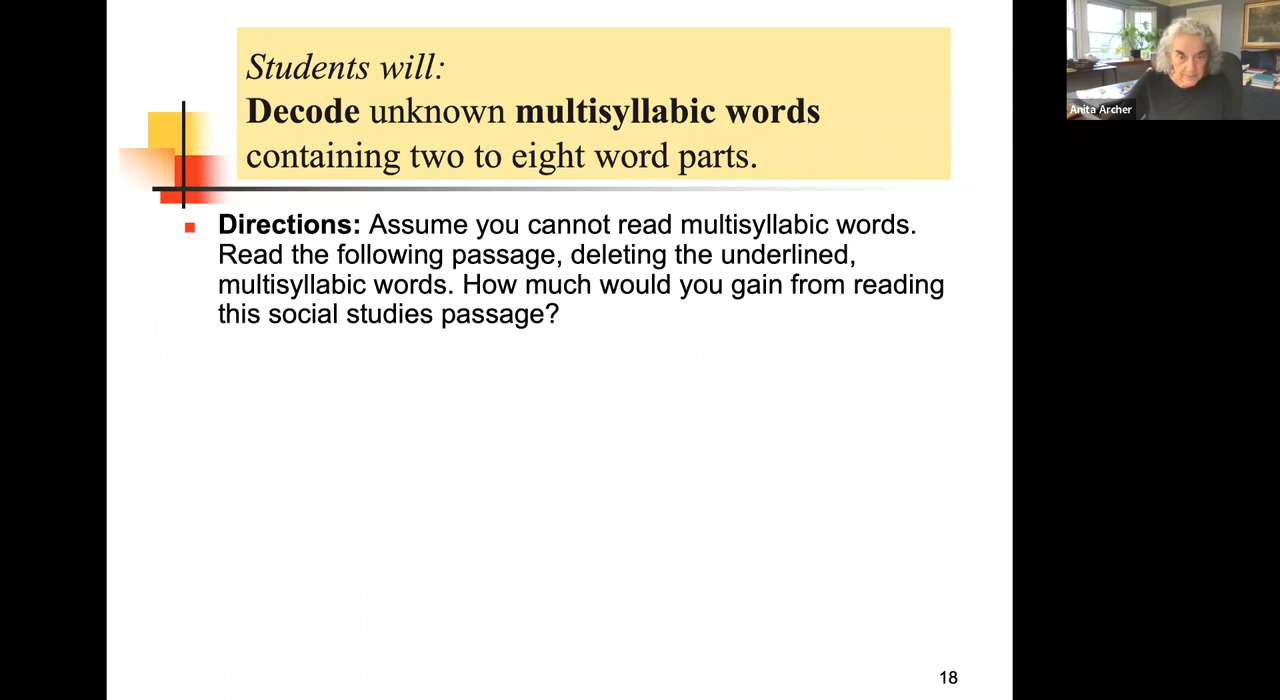 Students will:
Decode unknown multisyllabic words
containing two to eight word parts.
Directions: Assume you cannot read multisyllabic words.
Read the following passage, deleting the underlined,
multisyllabic words. How much would you gain from reading
this social studies passage?
18
Anita Archer